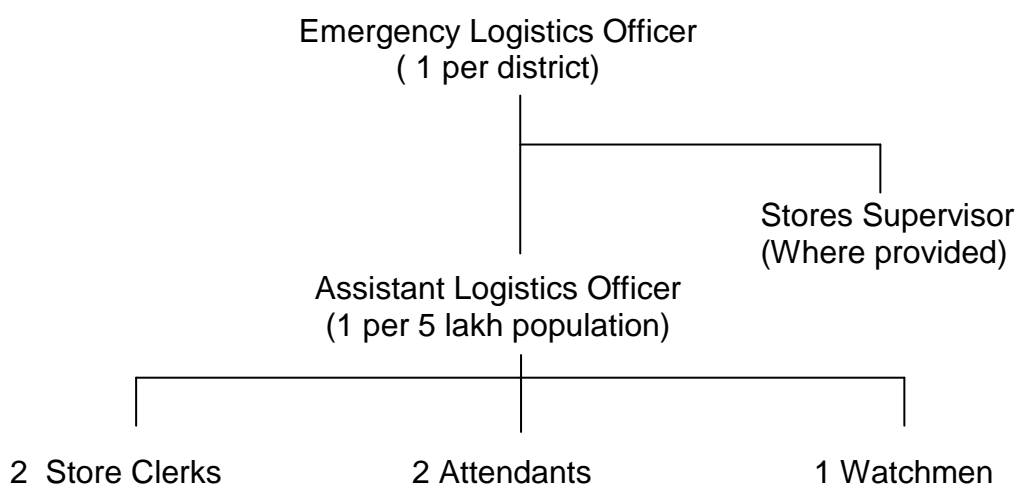 Emergency Logistics Officer
( 1 per district)
Stores Supervisor
(Where provided)
Assistant Logistics Officer
(1 per 5 lakh population)
2 Store Clerks
2 Attendants
1 Watchmen